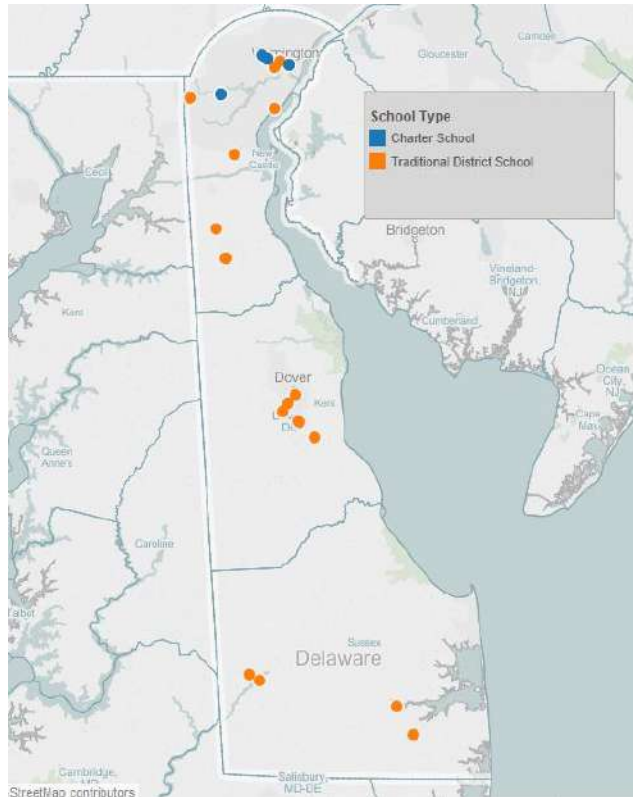 Camden
Gloucester
School Type
Charter School
Traditional District School
New
Castle
Cecil
Bridgeton
Vineland-
Bridgeton,
NJ
Kent
Cumberland
Ocean
City,
NJ
Dover
Kent
Cape
May
Queen
Anne's
Caroline
Talbot
Sussex
Delaware
Cambridge,
MD
Salisbury,
MD-DE
StreetMap contributors